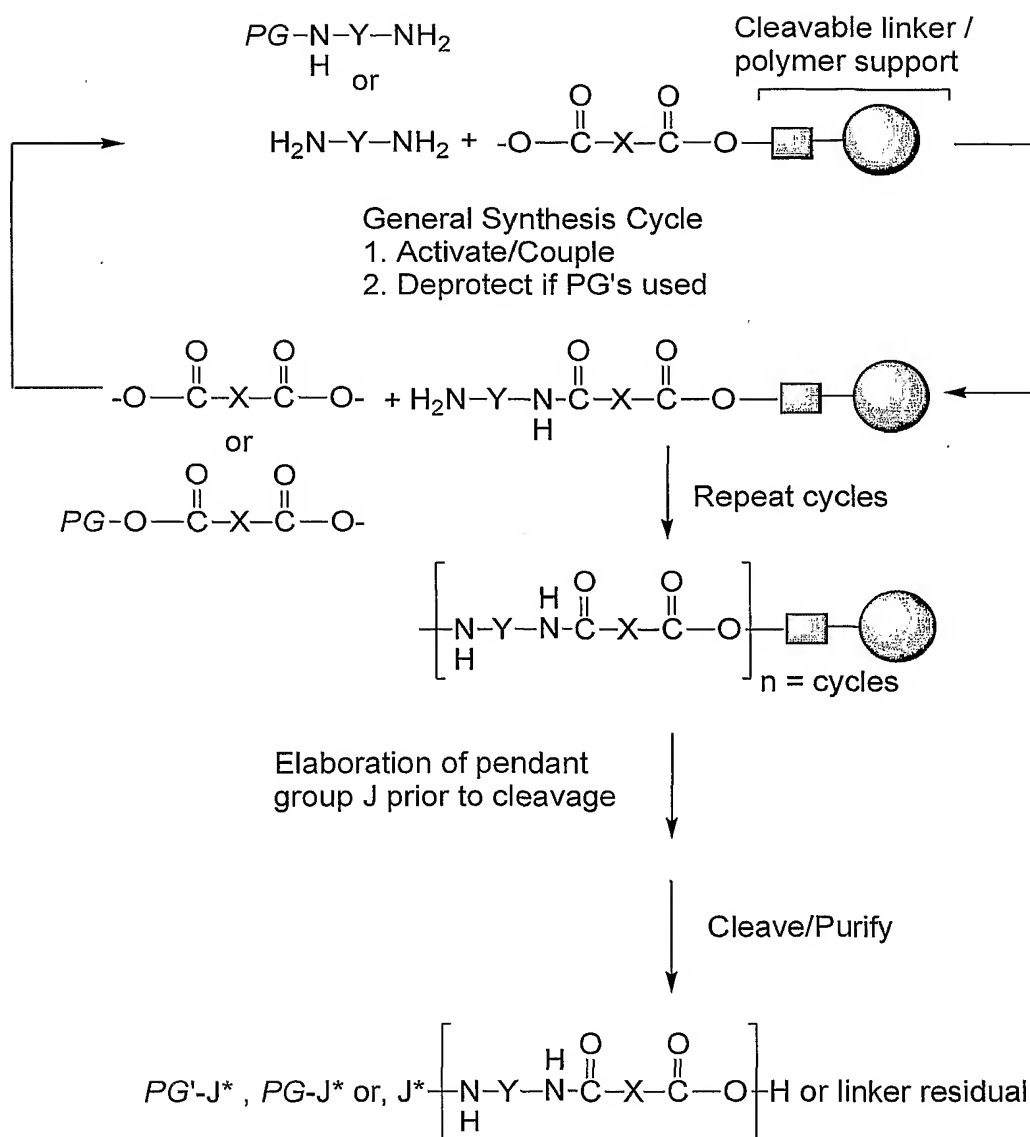 PG–N–Y–NH2
H
or
Cleavable linker /
polymer support
O O
H2N–Y–NH2 + -O–C–X–C–O
General Synthesis Cycle
1. Activate/Couple
2. Deprotect if PG's used
O O O O
-O–C–X–C–O- + H2N–Y–N–C–X–C–O
H
or
O O
PG–O–C–X–C–O-
Repeat cycles
H O O
N–Y–N–C–X–C–O
H
n = cycles
Elaboration of pendant
group J prior to cleavage
Cleave/Purify
H O O
PG'-J* , PG-J* or, J* N–Y–N–C–X–C–O H or linker residual
H